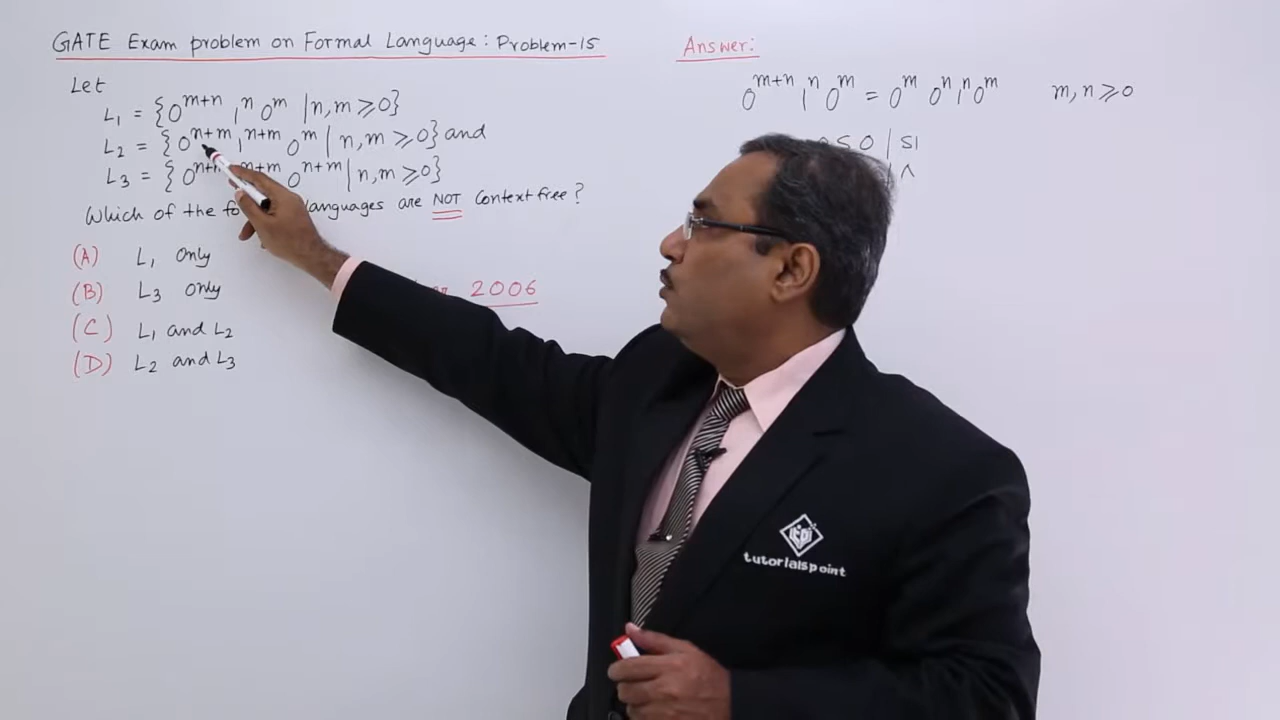 GATE Exam problem on Formal Language: Problem-15
Let
L₁ = {0^{m+n} 1^n 0^m | n, m ≥ 0}
L₂ = {0^{n+m} 1^{n+m} 0^m | n, m ≥ 0} and
L₃ = {0^{n+m} 1^{n+m} 0^{n+m} | n, m ≥ 0}
Which of the languages are NOT Context free?
(A) L₁ only
(B) L₃ only
(C) L₁ and L₂
(D) L₂ and L₃
2006
Answer:
0^{m+n} 1^n 0^m = 0^m 0^n 1^n 0^m m, n ≥ 0
0S0 | S1
Λ
tutorialspoint